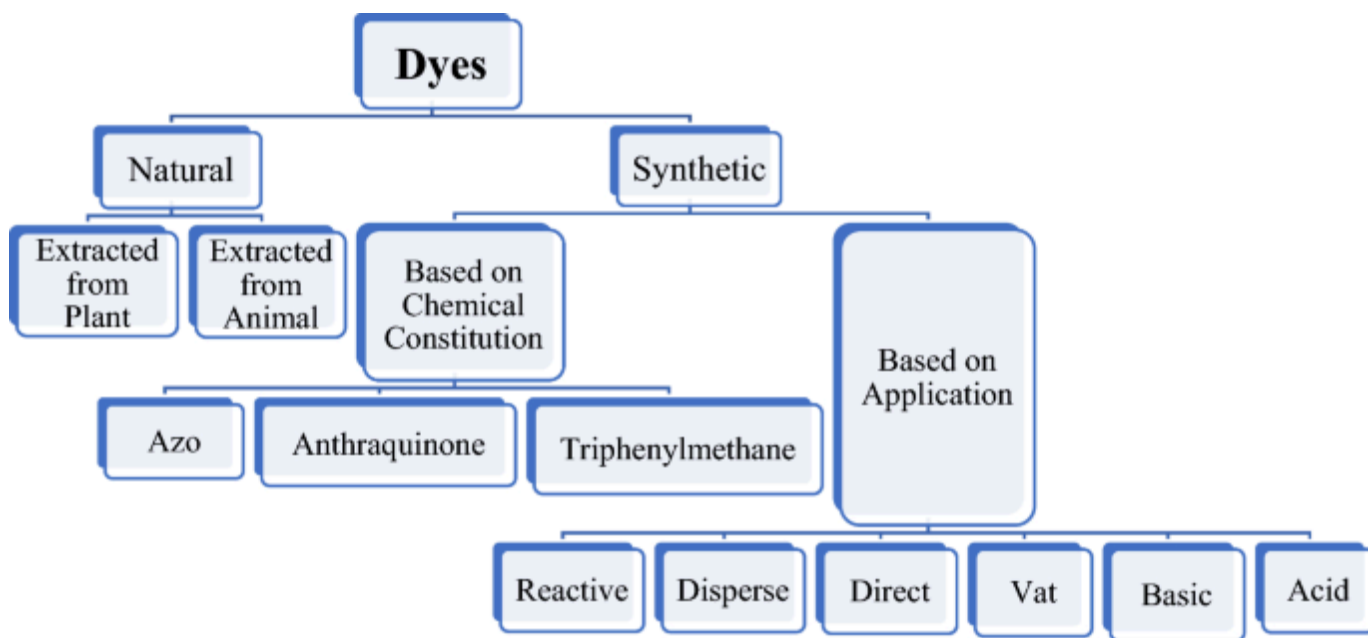 Dyes
Natural
Synthetic
Extracted
from
Plant
Extracted
from
Animal
Based on
Chemical
Constitution
Based on
Application
Azo
Anthraquinone
Triphenylmethane
Reactive
Disperse
Direct
Vat
Basic
Acid